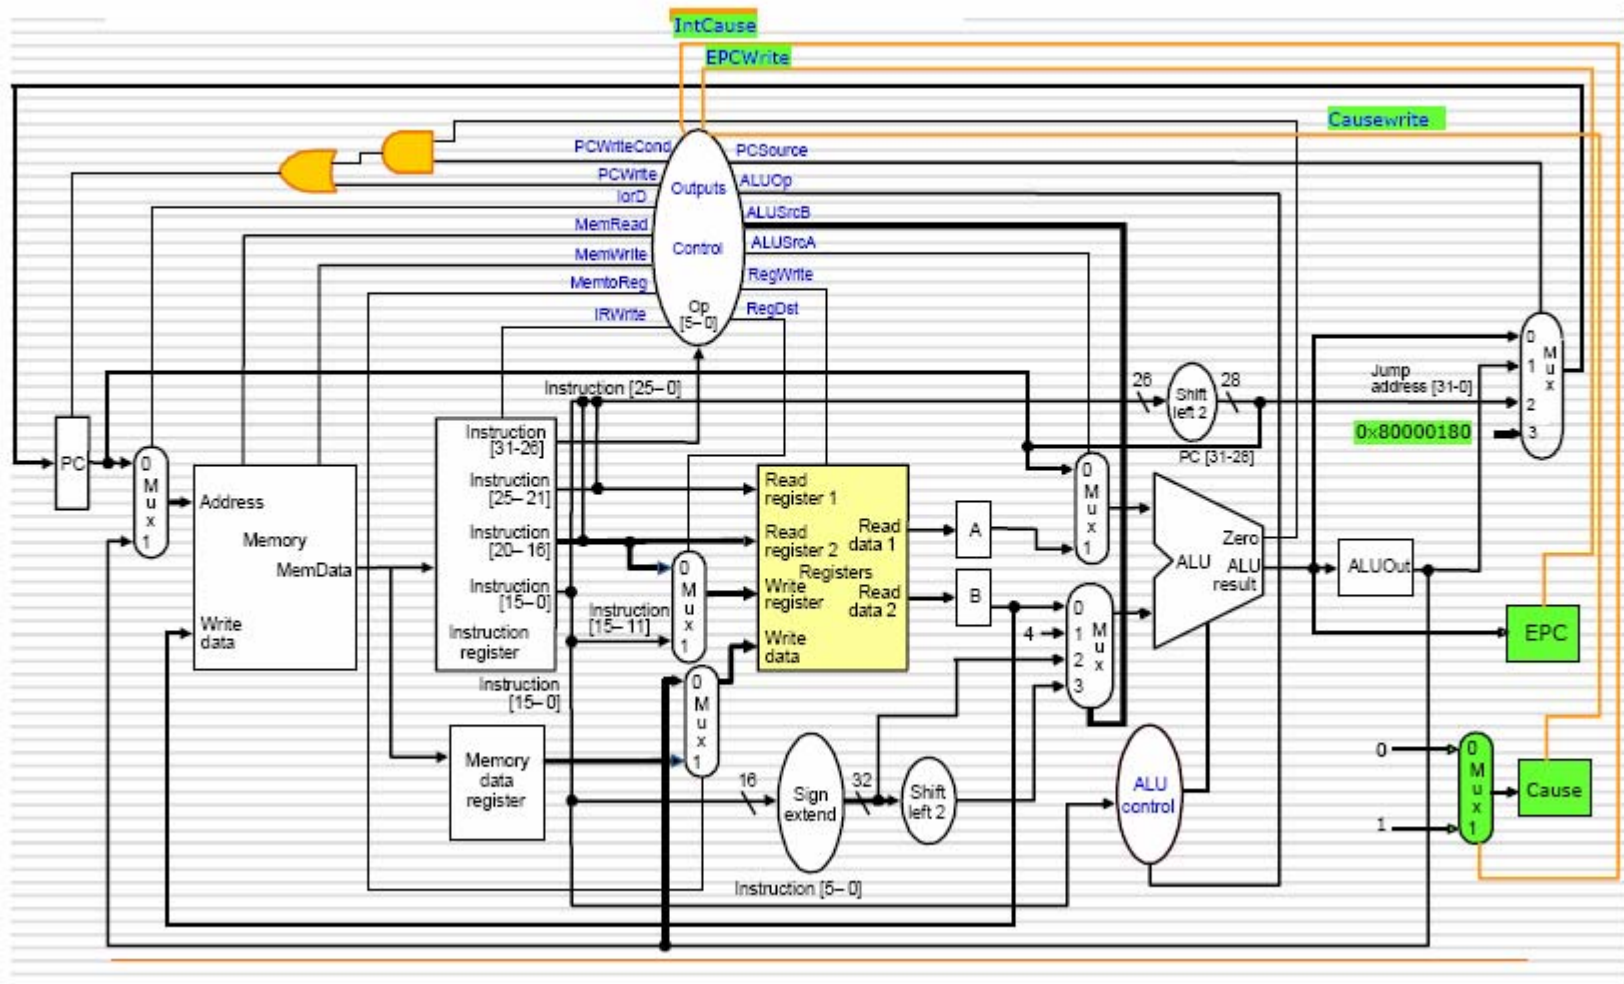 IntCause
EPCWrite
Causewrite
PCWriteCond
PCSource
PCWrite
ALUOp
IorD
Outputs
ALUSrcB
MemRead
ALUSrcA
MemWrite
Control
RegWrite
MemtoReg
RegDst
IRWrite
Op
[5–0]
Instruction [25–0]
26
Shift
left 2
28
Jump
address [31-0]
0
1
2
3
M
u
x
0x80000180
PC [31-28]
PC
0
M
u
x
1
Address
Memory
MemData
Write
data
Instruction
[31-26]
Instruction
[25–21]
Instruction
[20–16]
Instruction
[15–0]
Instruction
register
Instruction
[15–11]
Instruction
[15–0]
0
M
u
x
1
0
M
u
x
1
Read
register 1
Read
register 2
Registers
Write
register
Write
data
Read
data 1
Read
data 2
A
B
4
0
M
u
x
1
0
1
2
3
M
u
x
Zero
ALU
ALU
result
ALUOut
EPC
Memory
data
register
16
Sign
extend
32
Shift
left 2
ALU
control
Instruction [5–0]
0
1
0
M
u
x
1
Cause